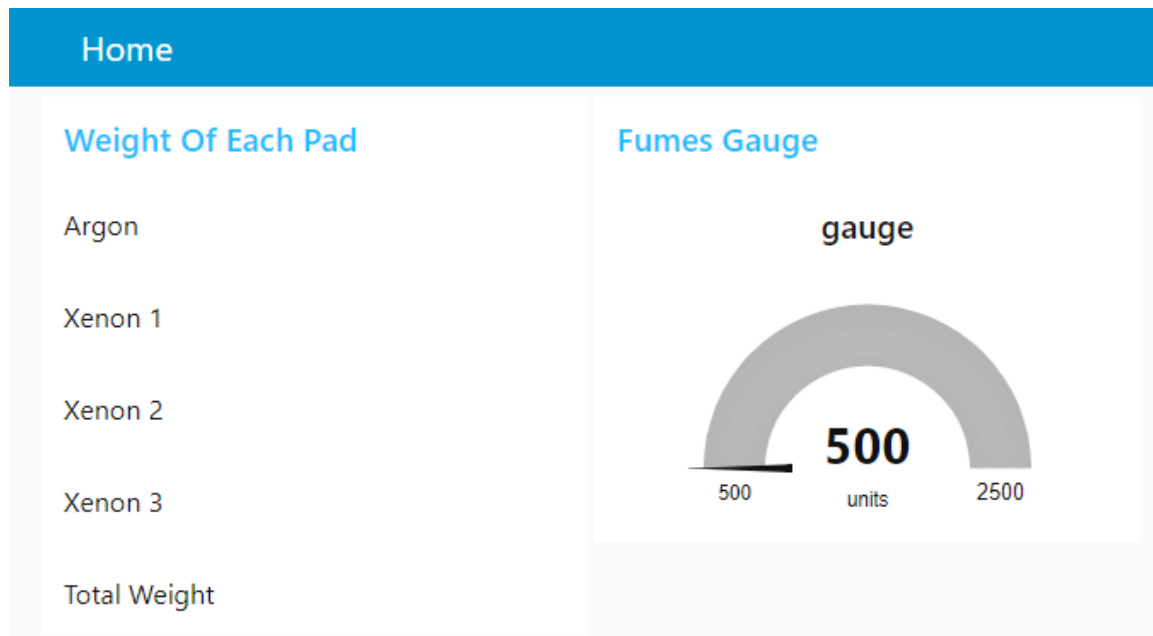 Home
Weight Of Each Pad
Argon
Xenon 1
Xenon 2
Xenon 3
Total Weight
Fumes Gauge
gauge
500
500
units
2500